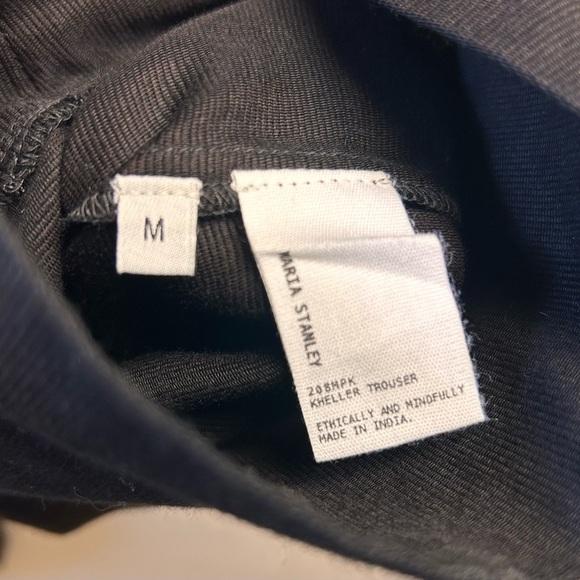 M
MARIA STANLEY
208MPK
KHELLER TROUSER
ETHICALLY AND MINDFULLY
MADE IN INDIA.